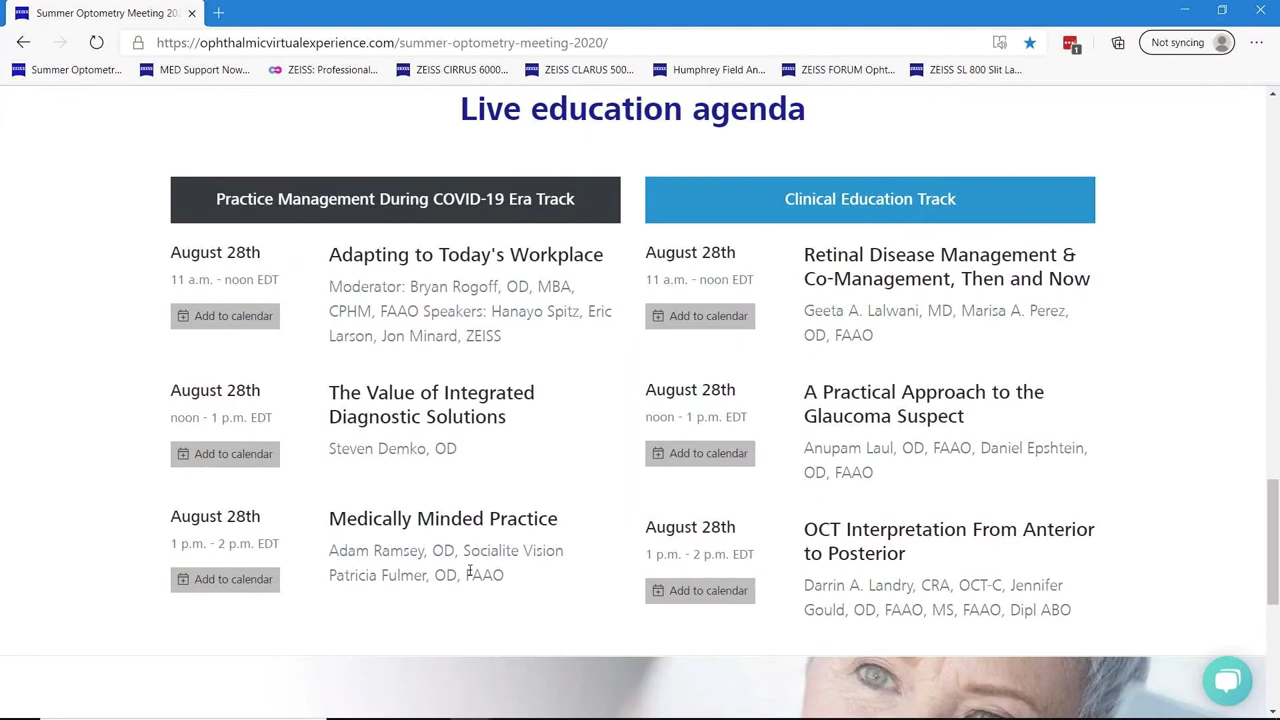 Summer Optometry Meeting 202
https://ophthalmicvirtualexperience.com/summer-optometry-meeting-2020/
1
Not syncing
Summer Optometry...
MED Support Now...
ZEISS: Professional...
ZEISS CIRRUS 6000...
ZEISS CLARUS 500...
Humphrey Field An...
ZEISS FORUM Opht...
ZEISS SL 800 Slit La...
Live education agenda
Practice Management During COVID-19 Era Track
August 28th
11 a.m. - noon EDT
Add to calendar
Adapting to Today's Workplace
Moderator: Bryan Rogoff, OD, MBA,
CPHM, FAAO Speakers: Hanayo Spitz, Eric
Larson, Jon Minard, ZEISS
August 28th
noon - 1 p.m. EDT
Add to calendar
The Value of Integrated
Diagnostic Solutions
Steven Demko, OD
August 28th
1 p.m. - 2 p.m. EDT
Add to calendar
Medically Minded Practice
Adam Ramsey, OD, Socialite Vision
Patricia Fulmer, OD, FAAO
Clinical Education Track
August 28th
11 a.m. - noon EDT
Add to calendar
Retinal Disease Management &
Co-Management, Then and Now
Geeta A. Lalwani, MD, Marisa A. Perez,
OD, FAAO
August 28th
noon - 1 p.m. EDT
Add to calendar
A Practical Approach to the
Glaucoma Suspect
Anupam Laul, OD, FAAO, Daniel Epshtein,
OD, FAAO
August 28th
1 p.m. - 2 p.m. EDT
Add to calendar
OCT Interpretation From Anterior
to Posterior
Darrin A. Landry, CRA, OCT-C, Jennifer
Gould, OD, FAAO, MS, FAAO, Dipl ABO